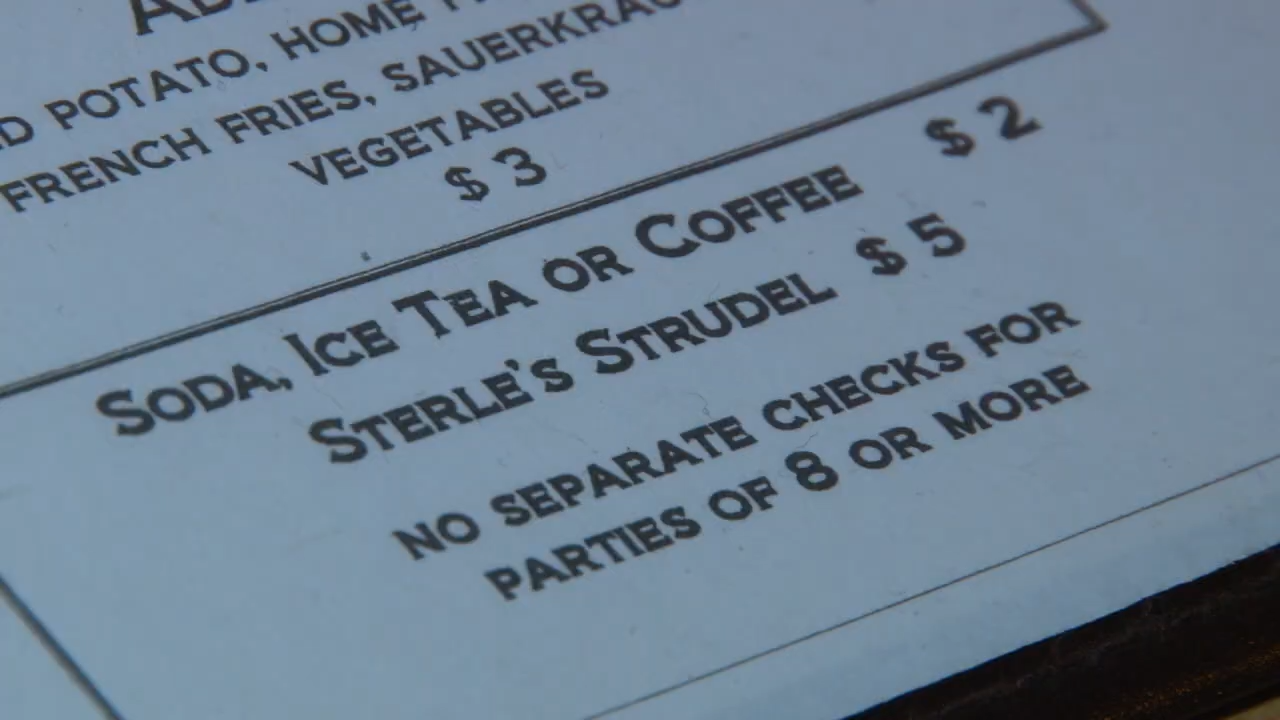 POTATO, HOME
FRENCH FRIES,
VEGETABLES
$3
SODA, ICE TEA OR COFFEE $2
STERLE'S STRUDEL $5
NO SEPARATE CHECKS FOR
PARTIES OF 8 OR MORE